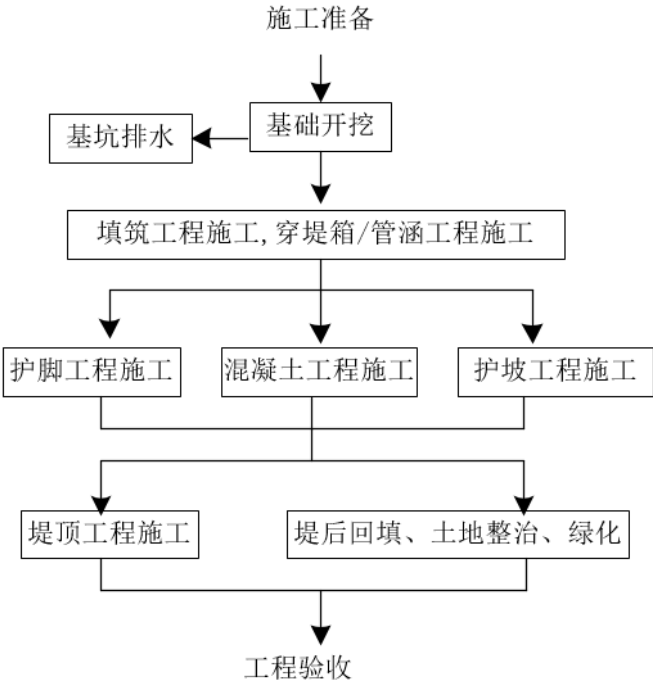 施工准备
基础开挖
基坑排水
填筑工程施工,穿堤箱/管涵工程施工
护脚工程施工
混凝土工程施工
护坡工程施工
堤顶工程施工
堤后回填、土地整治、绿化
工程验收